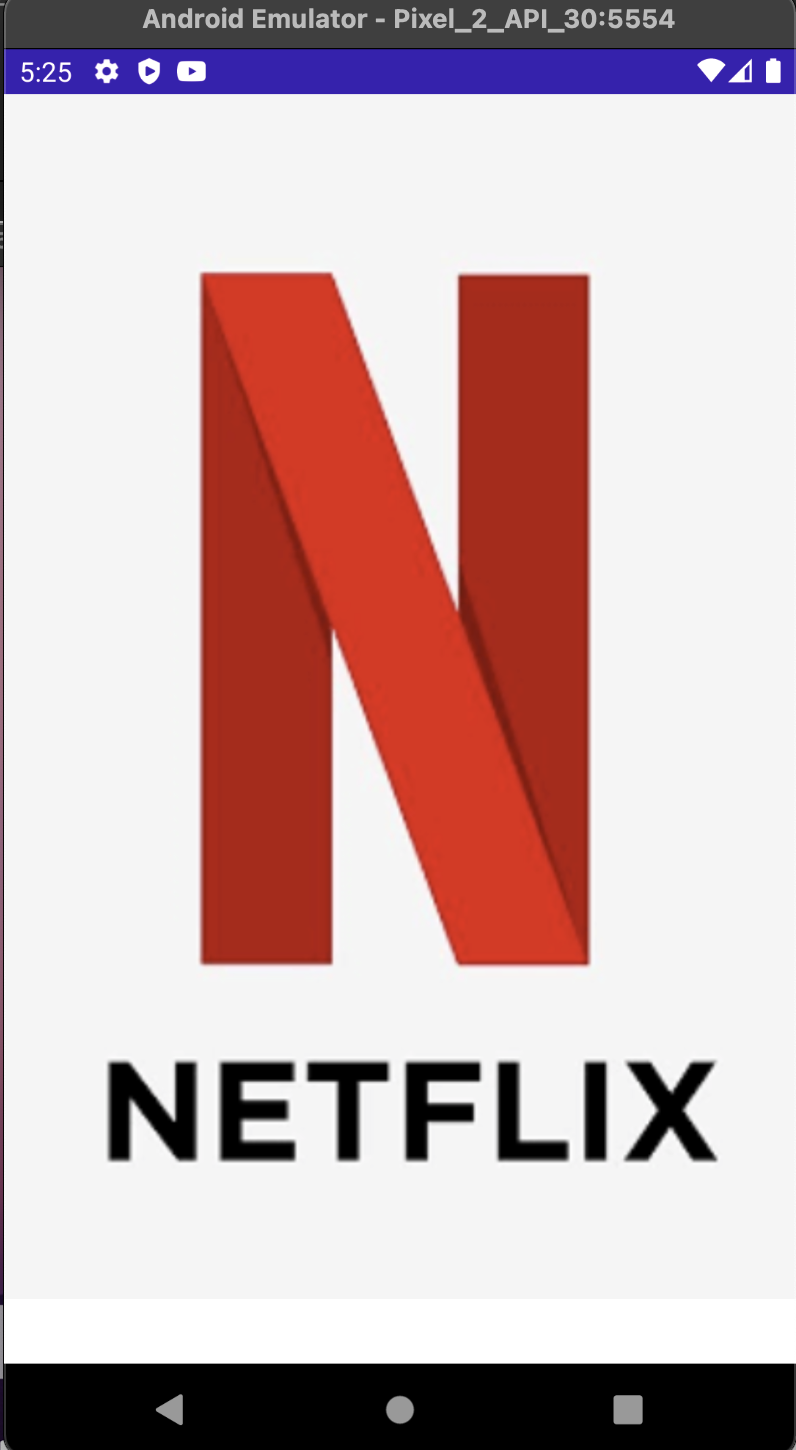 Android Emulator - Pixel_2_API_30:5554
5:25
NETFLIX